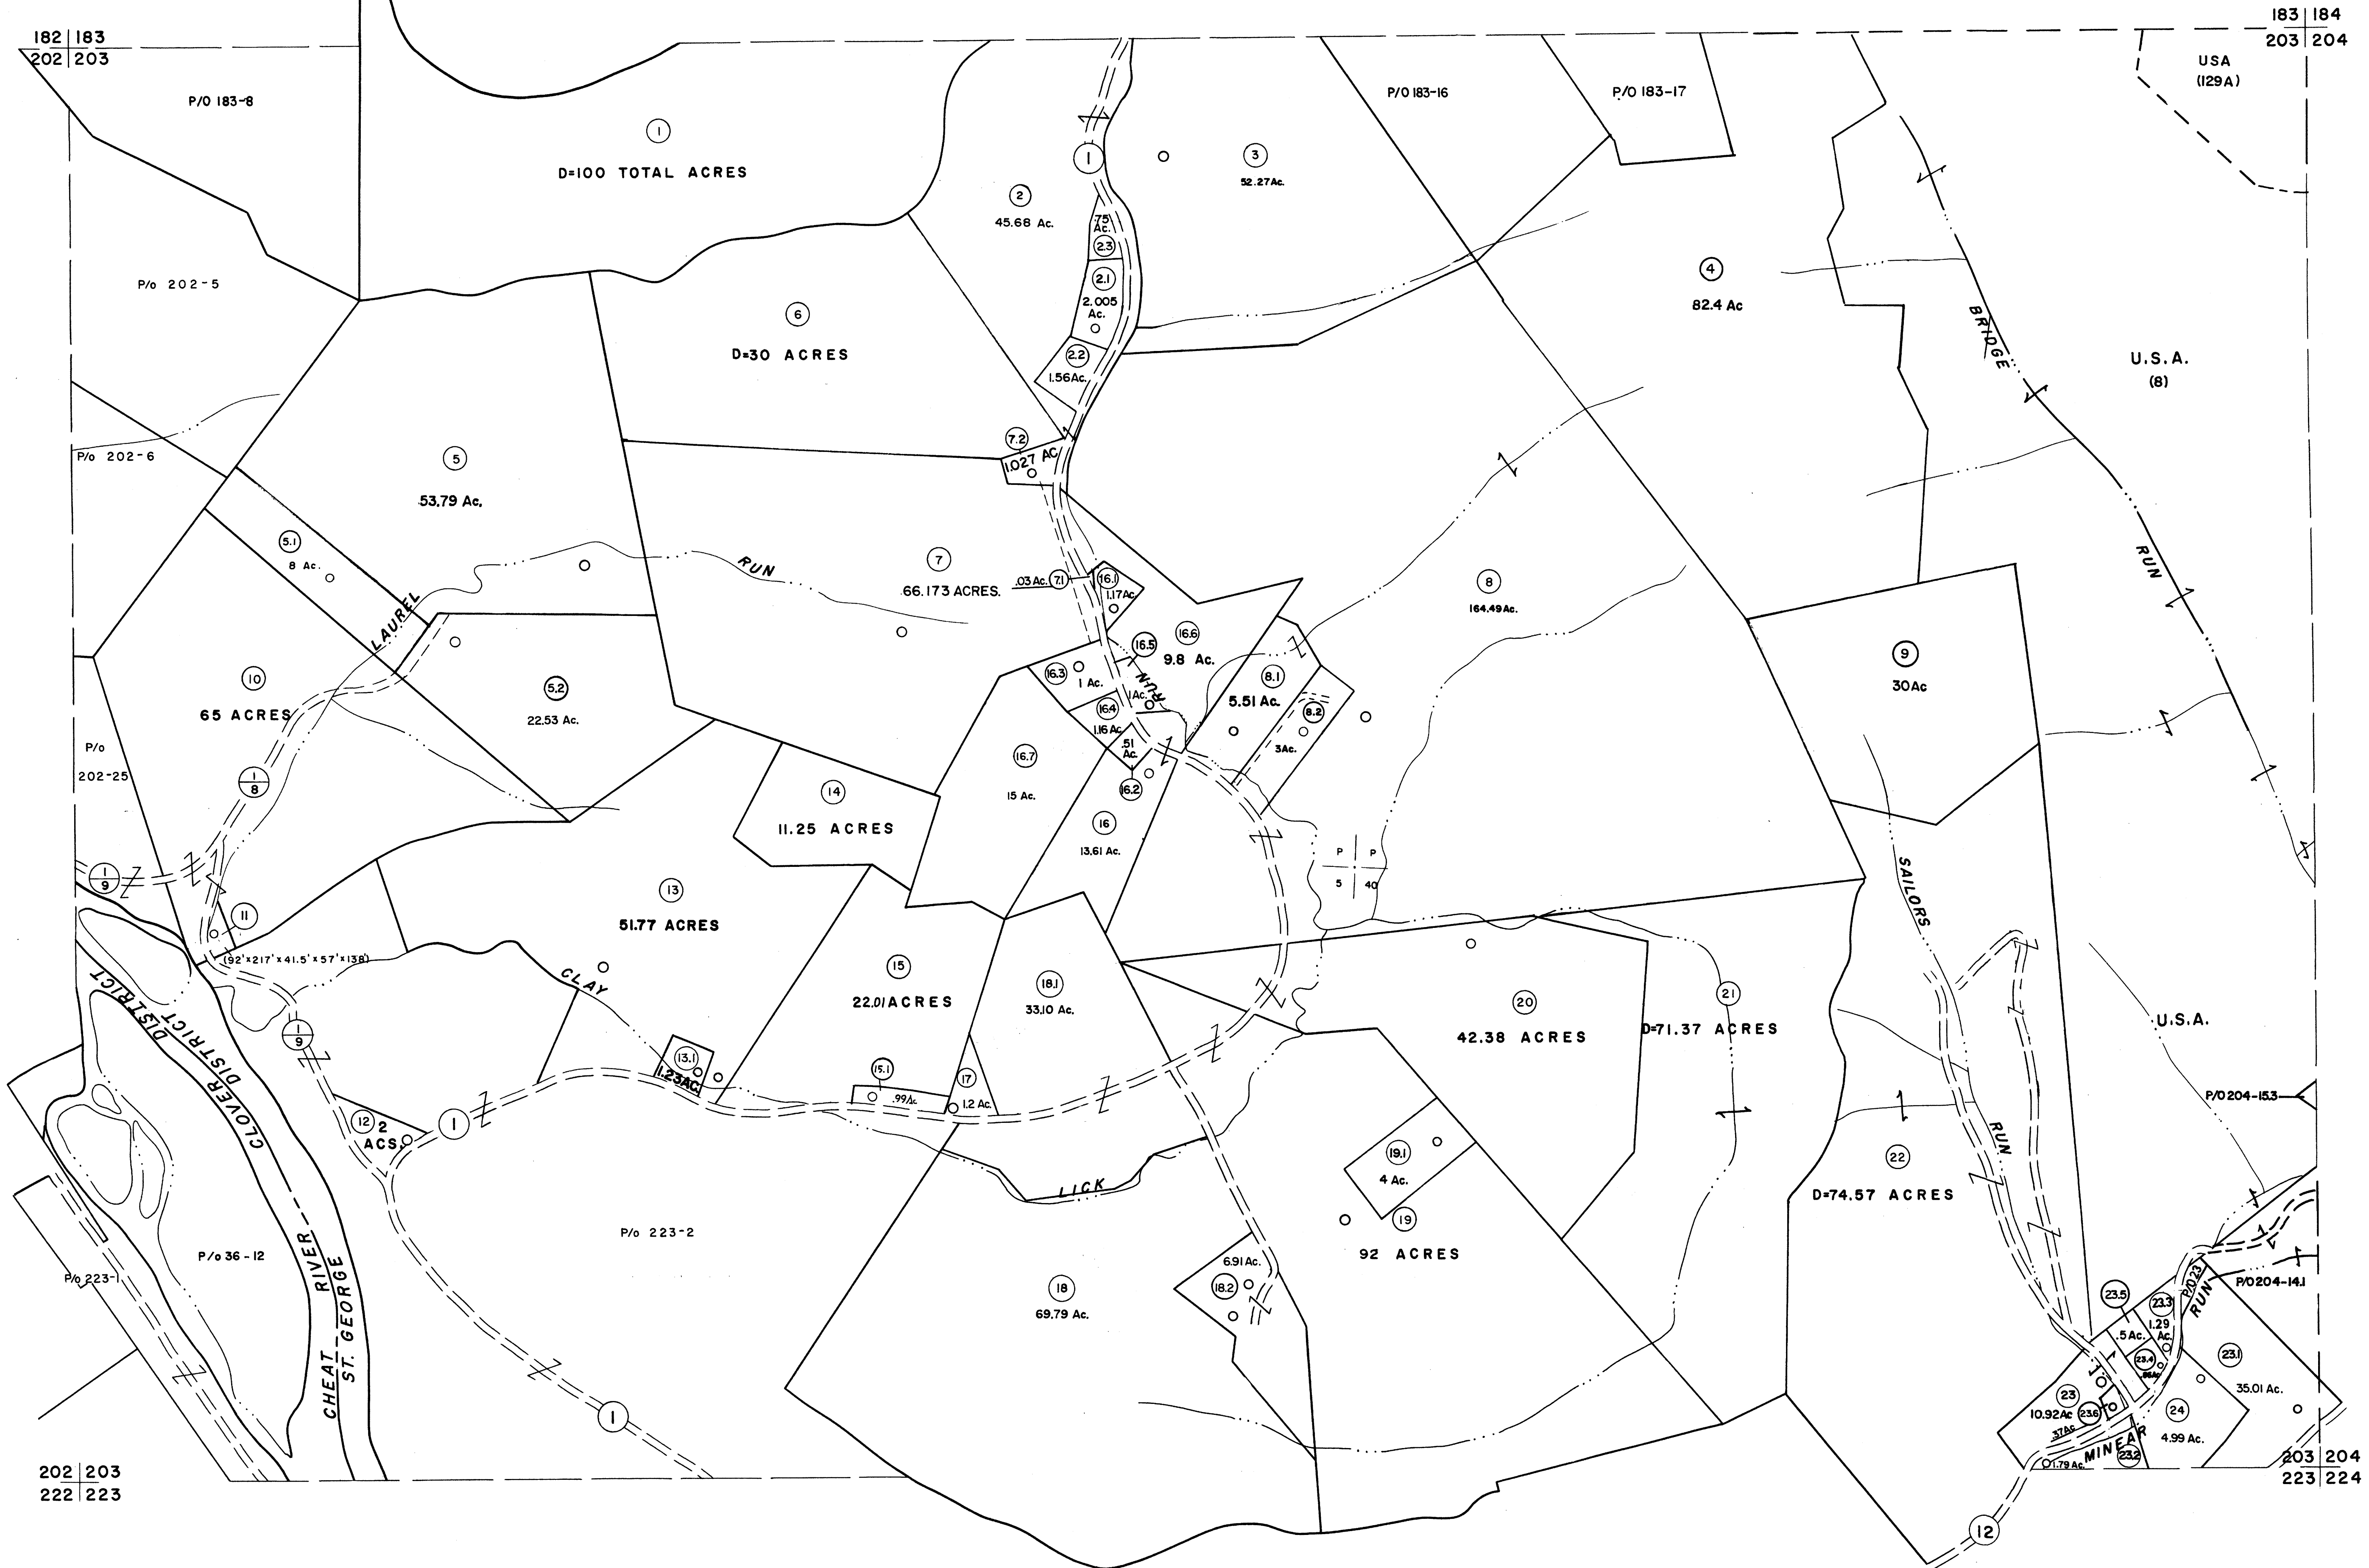 182 183
202 203
183 184
203 204
P/O 183-8
1
D=100 TOTAL ACRES
1
2
45.68 Ac.
3
52.27 Ac.
P/O 183-16
P/O 183-17
USA
(129A)
.75
Ac.
2.3
2.1
2.005
Ac.
2.2
1.56 Ac.
4
82.4 Ac
BRIDGE
RUN
U.S.A.
(8)
P/o 202-5
6
D=30 ACRES
P/o 202-6
5
53.79 Ac.
7.2
1.027 AC
5.1
8 Ac.
LAUREL
RUN
7
66.173 ACRES.
.03 Ac.
7.1
16.1
1.17 Ac.
8
164.49 Ac.
16.5
16.6
9.8 Ac.
16.3
1 Ac.
RUN
1 Ac.
16.4
1.16 Ac.
8.1
5.51 Ac.
8.2
3 Ac.
9
30 Ac
10
65 ACRES
5.2
22.53 Ac.
.51
Ac.
16.2
16.7
15 Ac.
P/o
202-25
1
8
14
11.25 ACRES
16
13.61 Ac.
P P
5 40
1
9
11
(92'x217'x41.5'x57'x138')
13
51.77 ACRES
CLAY
15
22.01 ACRES
18.1
33.10 Ac.
20
42.38 ACRES
21
D=71.37 ACRES
SAILORS
RUN
U.S.A.
1
9
DISTRICT
DISTRICT
CLOVER
13.1
1.23 AC.
15.1
.99 Ac
17
1.2 Ac.
12
2
ACS.
1
P/O 204-15.3
LICK
19.1
4 Ac.
19
92 ACRES
22
D=74.57 ACRES
P/o 223-2
P/o 36-12
P/o 223-1
CHEAT RIVER
ST. GEORGE
18
69.79 Ac.
6.91 Ac.
18.2
P/O 23
RUN
P/O 204-14.1
23.5
23.3
.5 Ac.
1.29
Ac.
23.4
23.1
35.01 Ac.
23
10.92 Ac
23.6
.37 Ac
24
4.99 Ac.
MINEAR
1.79 Ac.
23.2
1
12
202 203
222 223
203 204
223 224